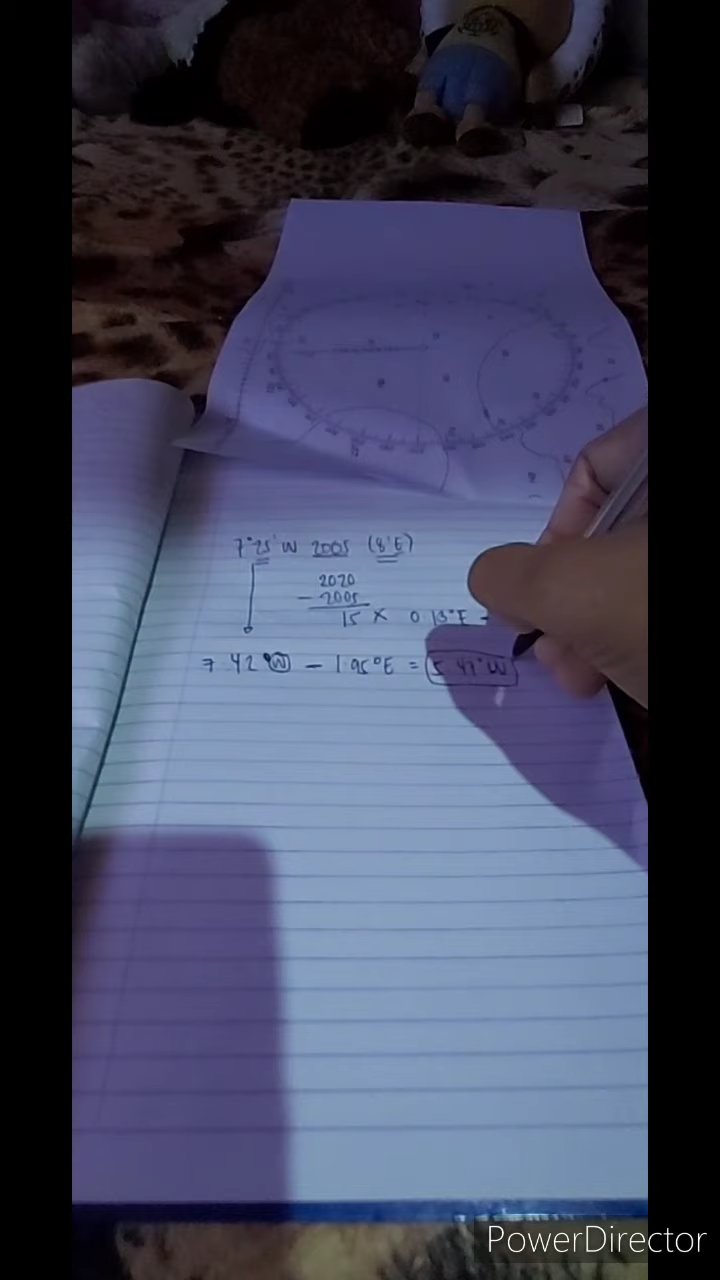 7°25' W 2005 (8'E)
2020
- 2005
15 x 0.13°E =
7.42°W - 1.95°E = 5.47°W
PowerDirector